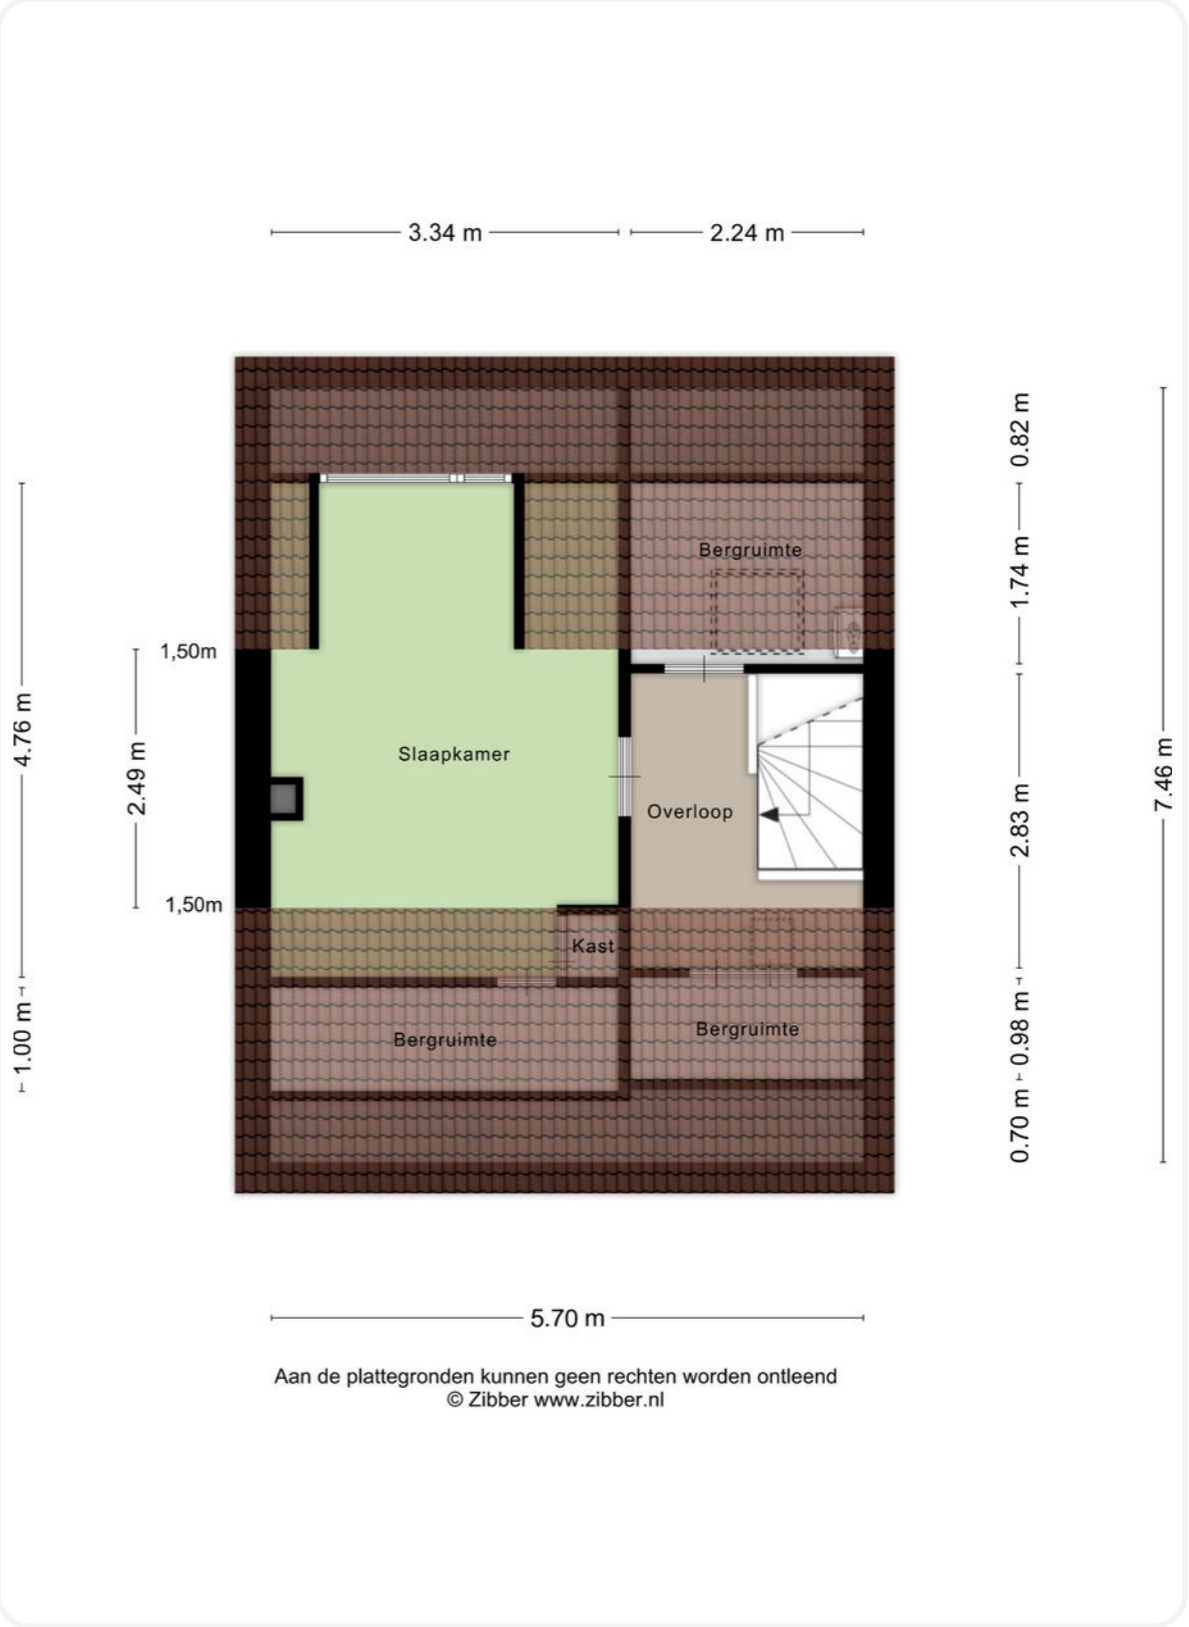 3.34 m
2.24 m
0.82 m
Bergruimte
1.74 m
1,50m
4.76 m
Slaapkamer
2.49 m
7.46 m
Overloop
2.83 m
1,50m
Kast
1.00 m
Bergruimte
Bergruimte
0.98 m
0.70 m
5.70 m
Aan de plattegronden kunnen geen rechten worden ontleend
© Zibber www.zibber.nl